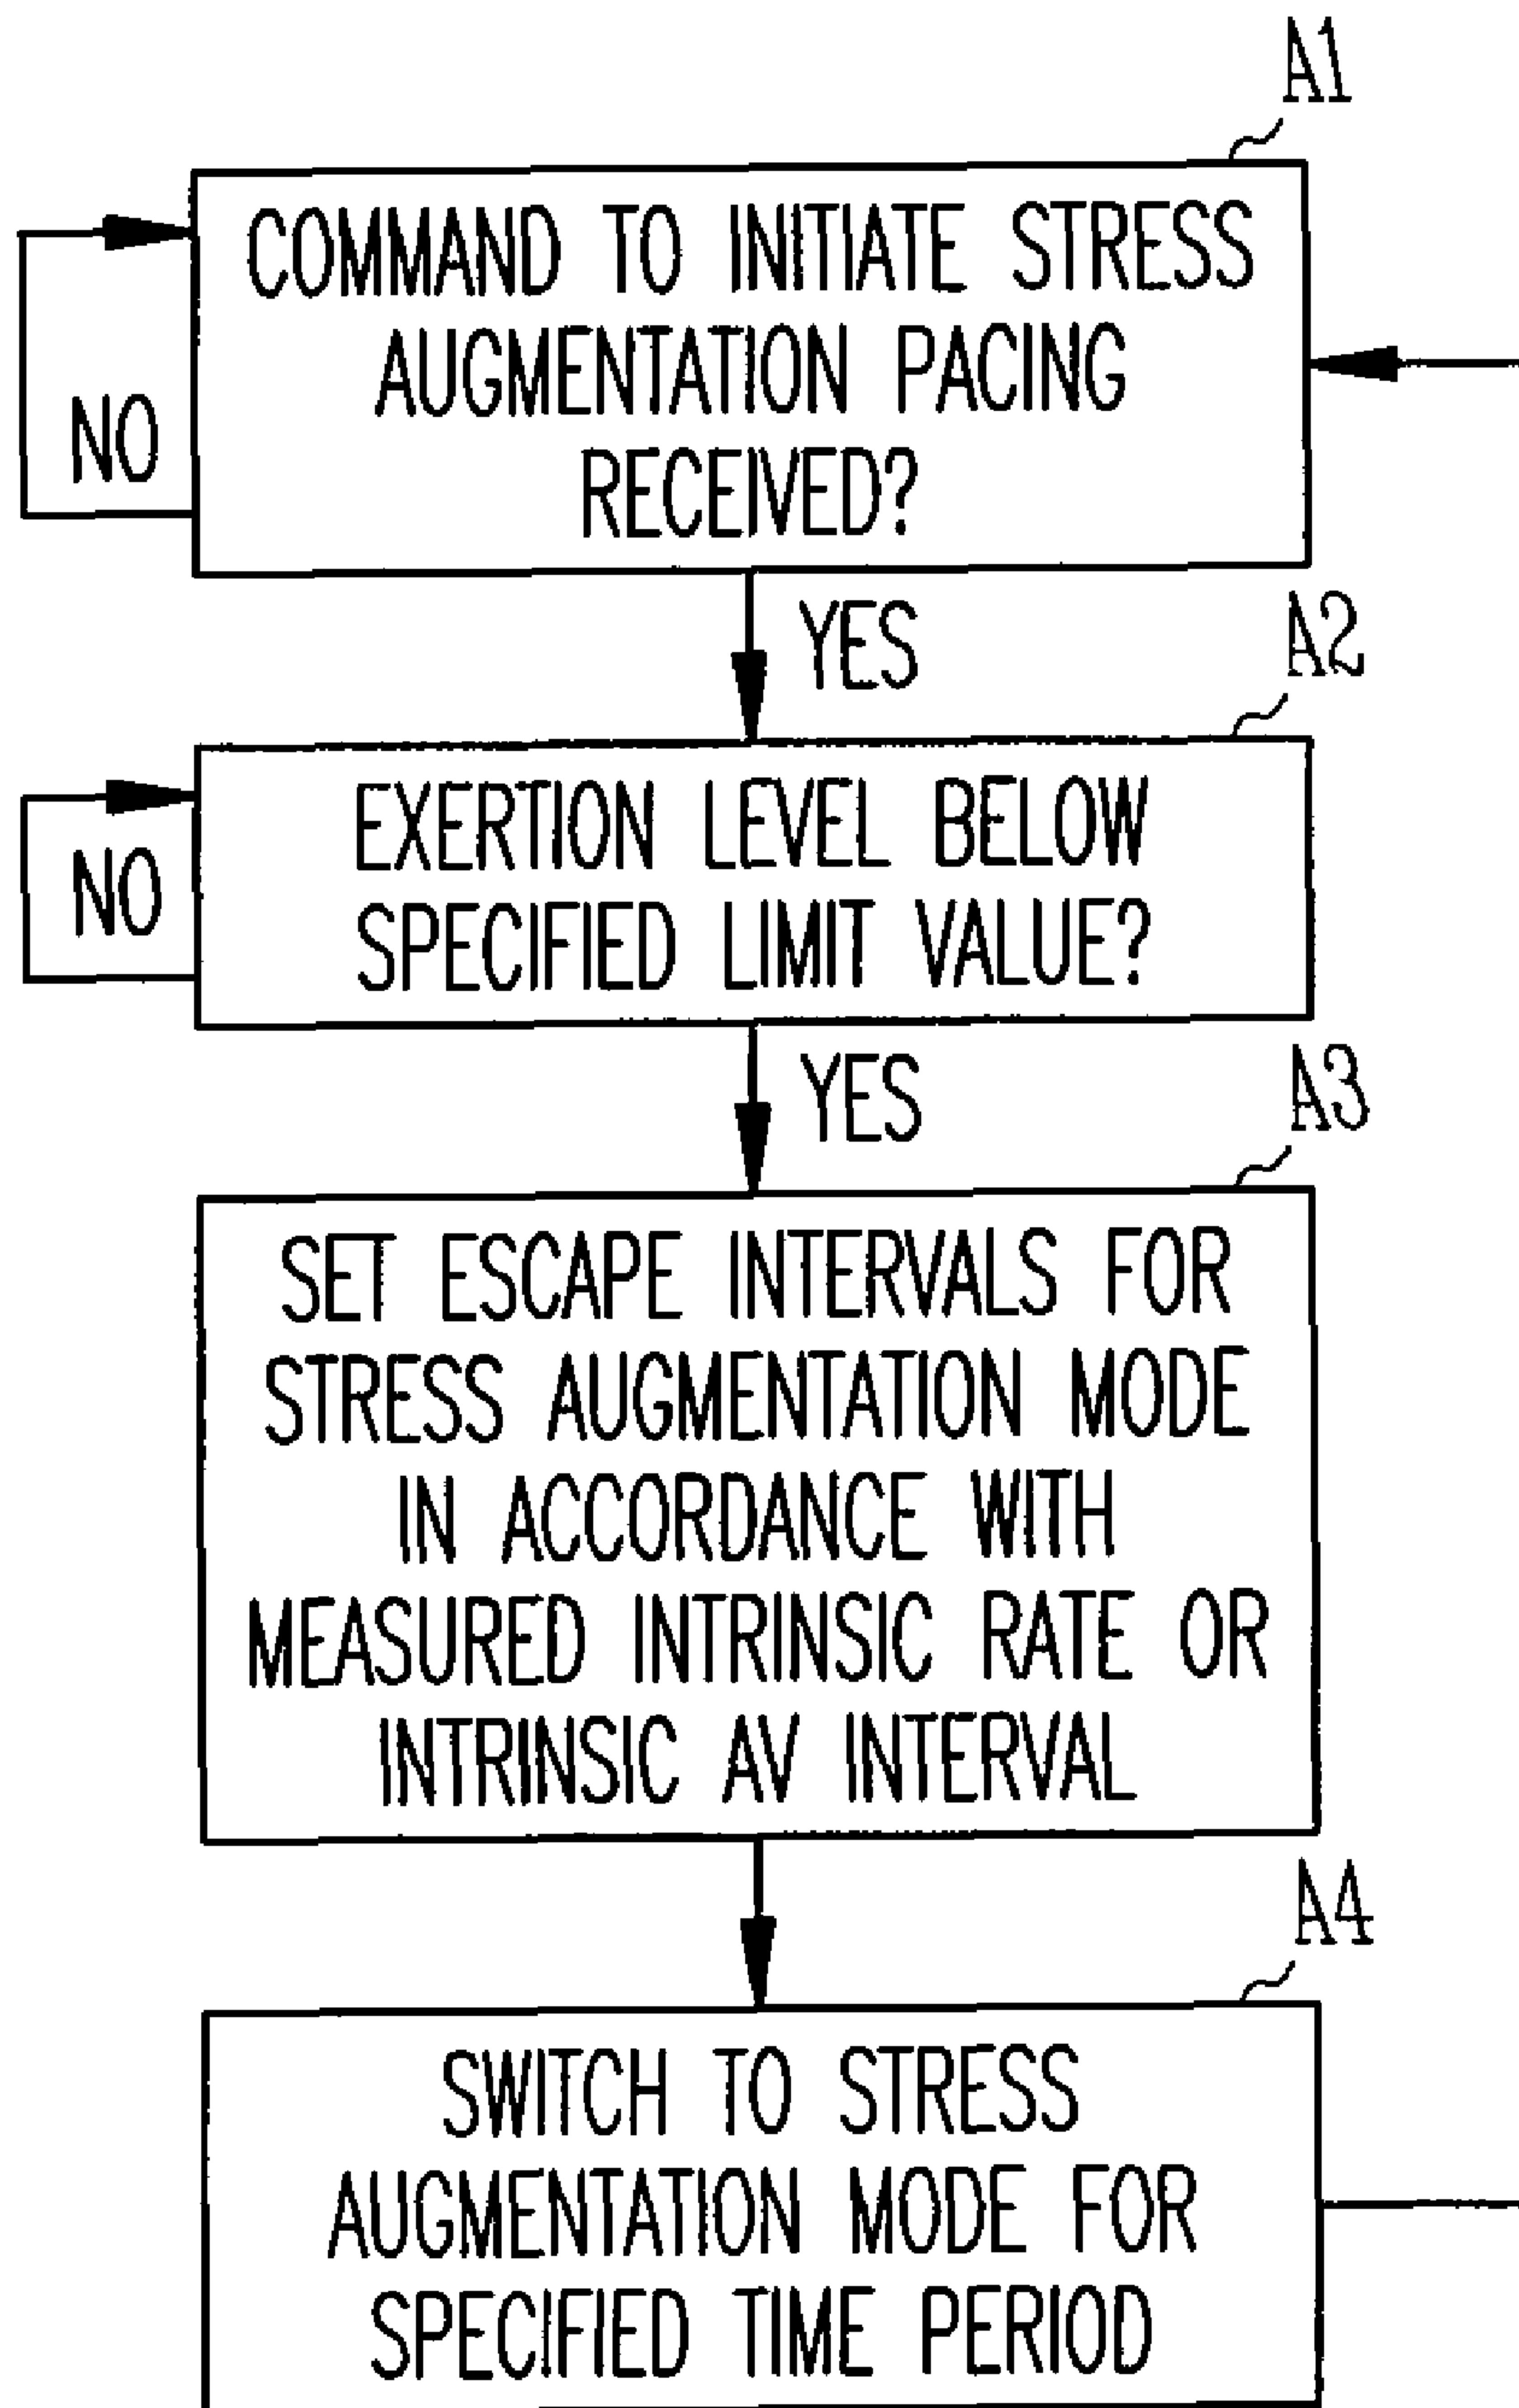 A1
COMMAND TO INITIATE STRESS
AUGMENTATION PACING
RECEIVED?
NO
YES
A2
EXERTION LEVEL BELOW
SPECIFIED LIMIT VALUE?
NO
YES
A3
SET ESCAPE INTERVALS FOR
STRESS AUGMENTATION MODE
IN ACCORDANCE WITH
MEASURED INTRINSIC RATE OR
INTRINSIC AV INTERVAL
A4
SWITCH TO STRESS
AUGMENTATION MODE FOR
SPECIFIED TIME PERIOD